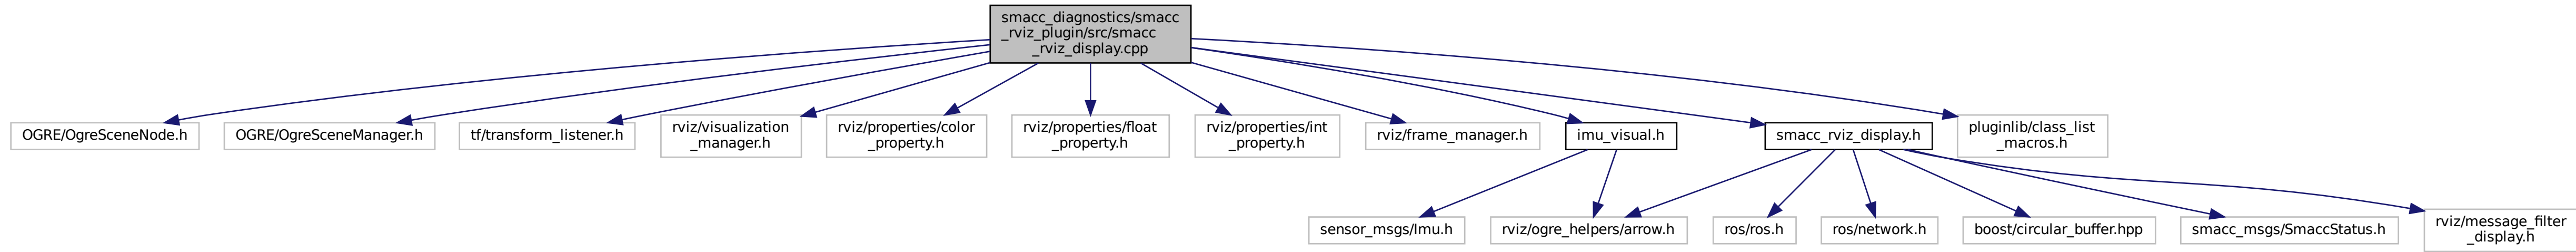 smacc_diagnostics/smacc
_rviz_plugin/src/smacc
_rviz_display.cpp
OGRE/OgreSceneNode.h
OGRE/OgreSceneManager.h
tf/transform_listener.h
rviz/visualization
_manager.h
rviz/properties/color
_property.h
rviz/properties/float
_property.h
rviz/properties/int
_property.h
rviz/frame_manager.h
imu_visual.h
smacc_rviz_display.h
pluginlib/class_list
_macros.h
sensor_msgs/Imu.h
rviz/ogre_helpers/arrow.h
ros/ros.h
ros/network.h
boost/circular_buffer.hpp
smacc_msgs/SmaccStatus.h
rviz/message_filter
_display.h